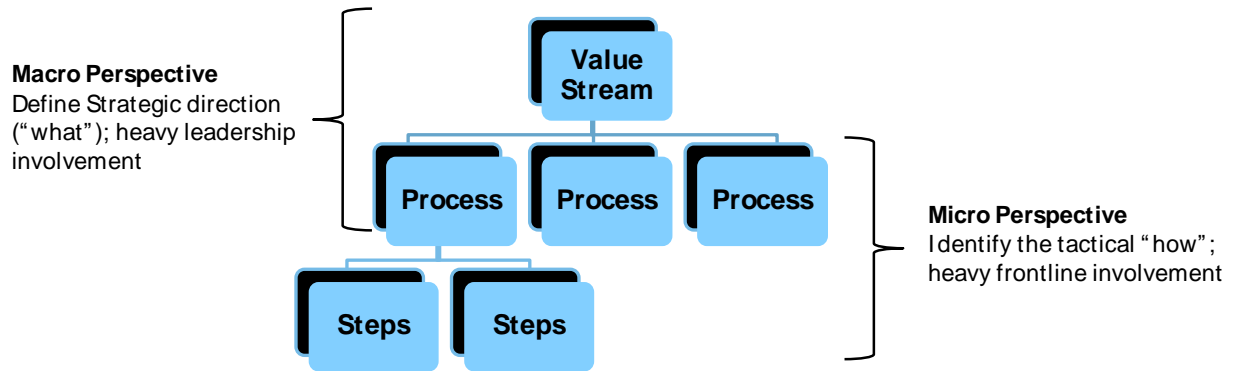 Macro Perspective
Define Strategic direction
(“what”); heavy leadership
involvement
Value
Stream
Process
Process
Process
Steps
Steps
Micro Perspective
Identify the tactical “how”;
heavy frontline involvement